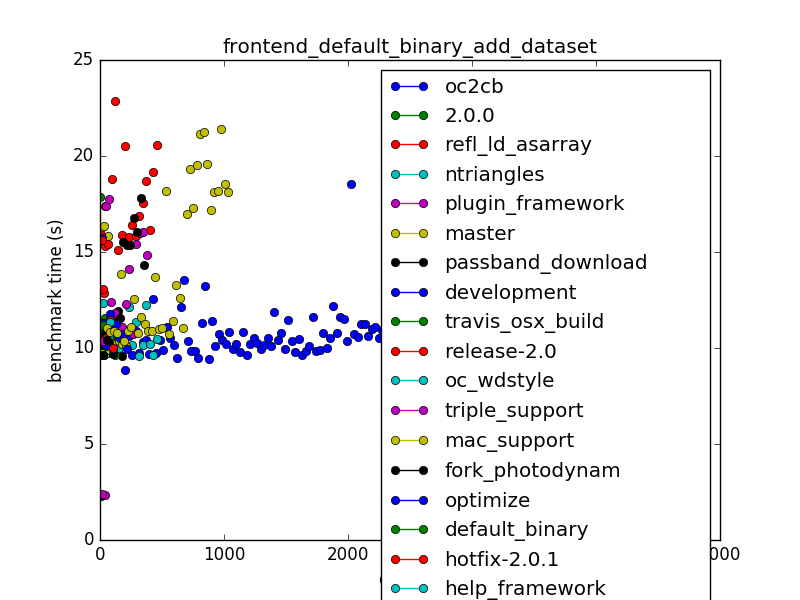 frontend_default_binary_add_dataset
25
20
15
10
5
0
benchmark time (s)
0
1000
2000
000
oc2cb
2.0.0
refl_ld_asarray
ntriangles
plugin_framework
master
passband_download
development
travis_osx_build
release-2.0
oc_wdstyle
triple_support
mac_support
fork_photodynam
optimize
default_binary
hotfix-2.0.1
help_framework